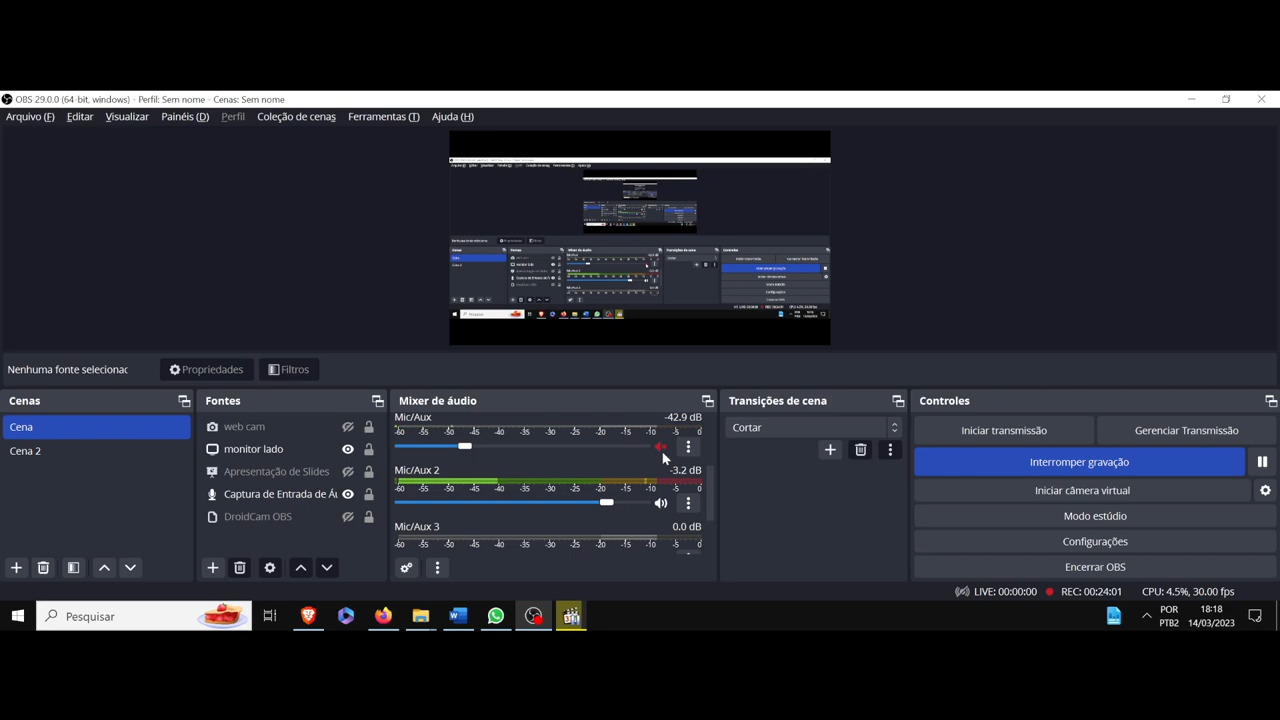 OBS 29.0.0 (64-bit, windows) - Perfil: Sem nome - Cenas: Sem nome
Arquivo (F) Editar Visualizar Painéis (D) Perfil Coleção de cenas Ferramentas (T) Ajuda (H)
Nenhuma fonte selecionac Propriedades Filtros
Cenas
Cena
Cena 2
Fontes
web cam
monitor lado
Apresentação de Slides
Captura de Entrada de Áu
DroidCam OBS
Mixer de áudio
Mic/Aux -42.9 dB
-60 -55 -50 -45 -40 -35 -30 -25 -20 -15 -10 -5 0
Mic/Aux 2 -3.2 dB
-60 -55 -50 -45 -40 -35 -30 -25 -20 -15 -10 -5 0
Mic/Aux 3 0.0 dB
-60 -55 -50 -45 -40 -35 -30 -25 -20 -15 -10 -5 0
Transições de cena
Cortar
Controles
Iniciar transmissão Gerenciar Transmissão
Interromper gravação
Iniciar câmera virtual
Modo estúdio
Configurações
Encerrar OBS
LIVE: 00:00:00 REC: 00:24:01 CPU: 4.5%, 30.00 fps
Pesquisar
POR
PTB2
18:18
14/03/2023